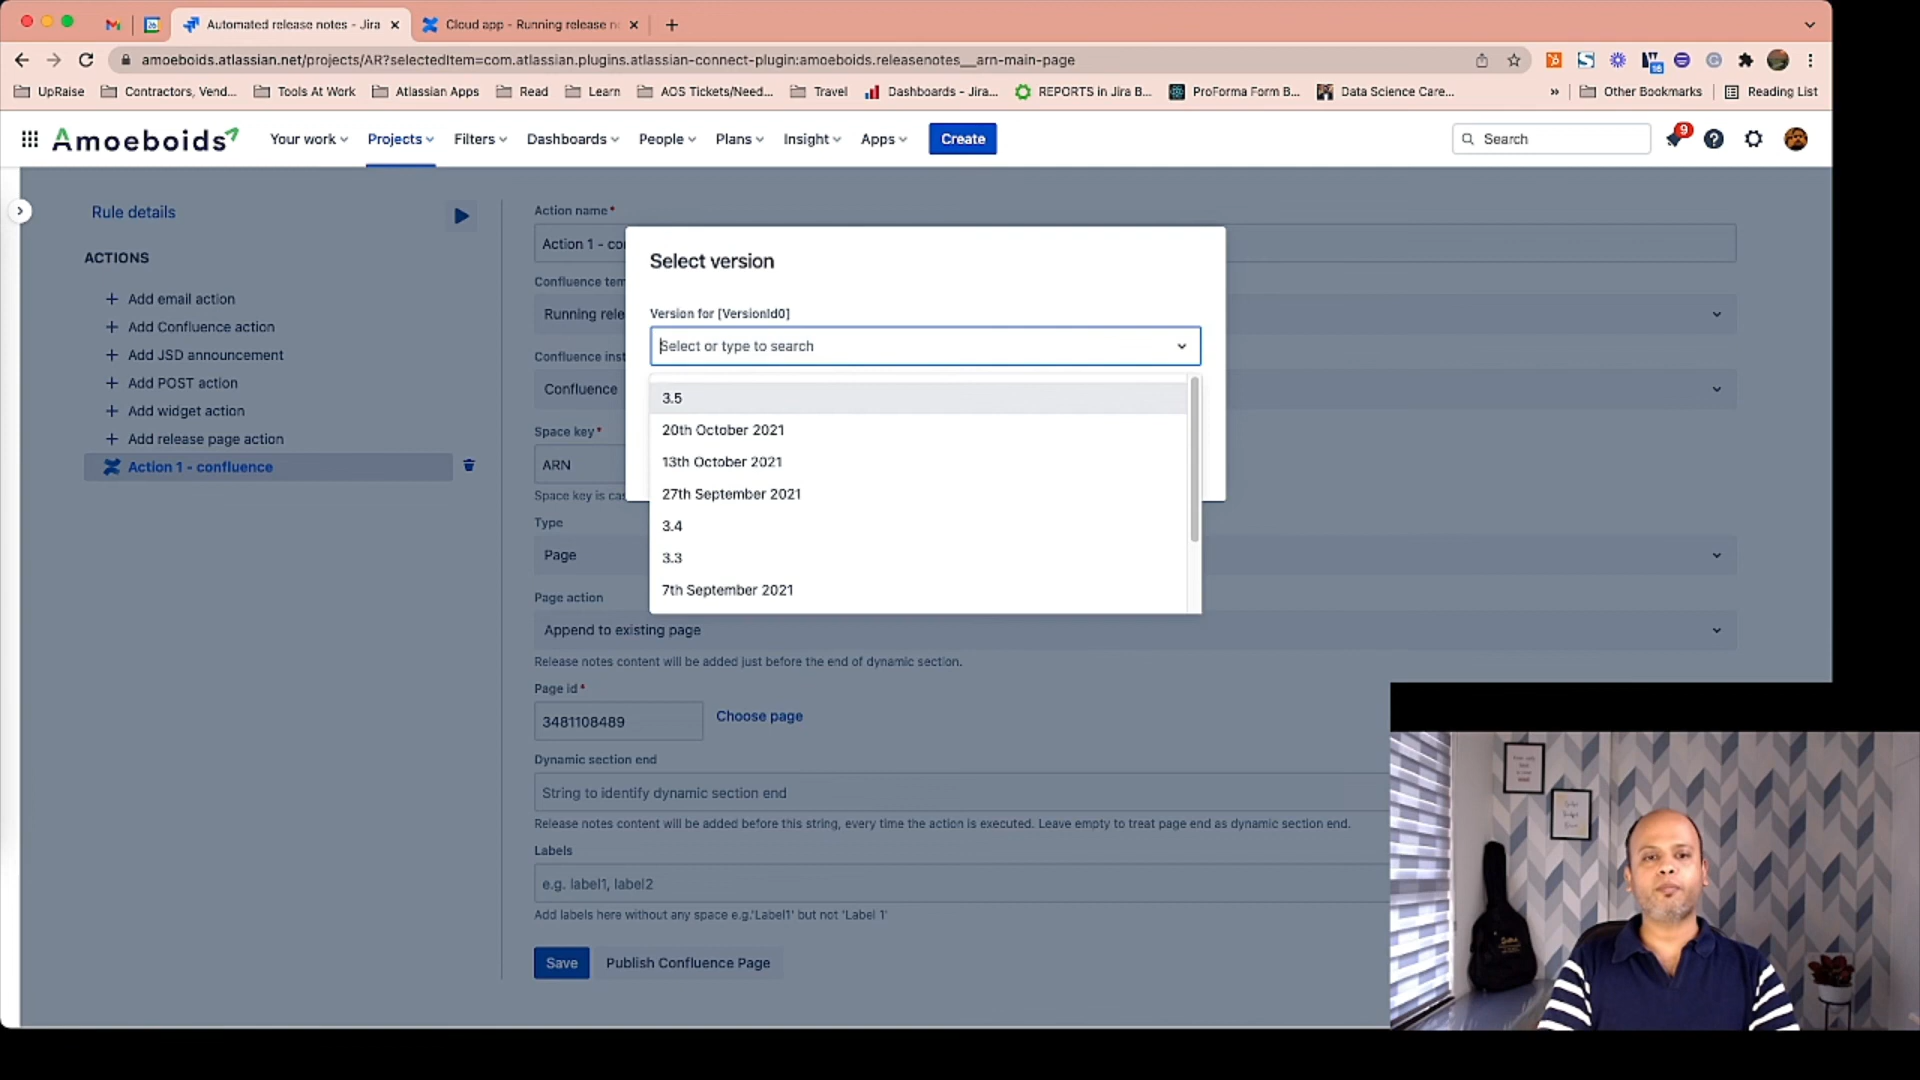 Automated release notes - Jira
Cloud app - Running release n
amoeboids.atlassian.net/projects/AR?selectedItem=com.atlassian.plugins.atlassian-connect-plugin:amoeboids.releasenotes__arn-main-page
UpRaise
Contractors, Vend...
Tools At Work
Atlassian Apps
Read
Learn
AOS Tickets/Need...
Travel
Dashboards - Jira...
REPORTS in Jira B...
ProForma Form B...
Data Science Care...
»
Other Bookmarks
Reading List
Amoeboids
Your work
Projects
Filters
Dashboards
People
Plans
Insight
Apps
Create
Search
9
Rule details
ACTIONS
+ Add email action
+ Add Confluence action
+ Add JSD announcement
+ Add POST action
+ Add widget action
+ Add release page action
Action 1 - confluence
Action name*
Action 1 - co
Confluence tem
Running rele
Confluence inst
Confluence
Space key*
ARN
Space key is cas
Type
Page
Page action
Append to existing page
Release notes content will be added just before the end of dynamic section.
Page id*
3481108489
Choose page
Dynamic section end
String to identify dynamic section end
Release notes content will be added before this string, every time the action is executed. Leave empty to treat page end as dynamic section end.
Labels
e.g. label1, label2
Add labels here without any space e.g.'Label1' but not 'Label 1'
Save
Publish Confluence Page
Select version
Version for [VersionId0]
Select or type to search
3.5
20th October 2021
13th October 2021
27th September 2021
3.4
3.3
7th September 2021